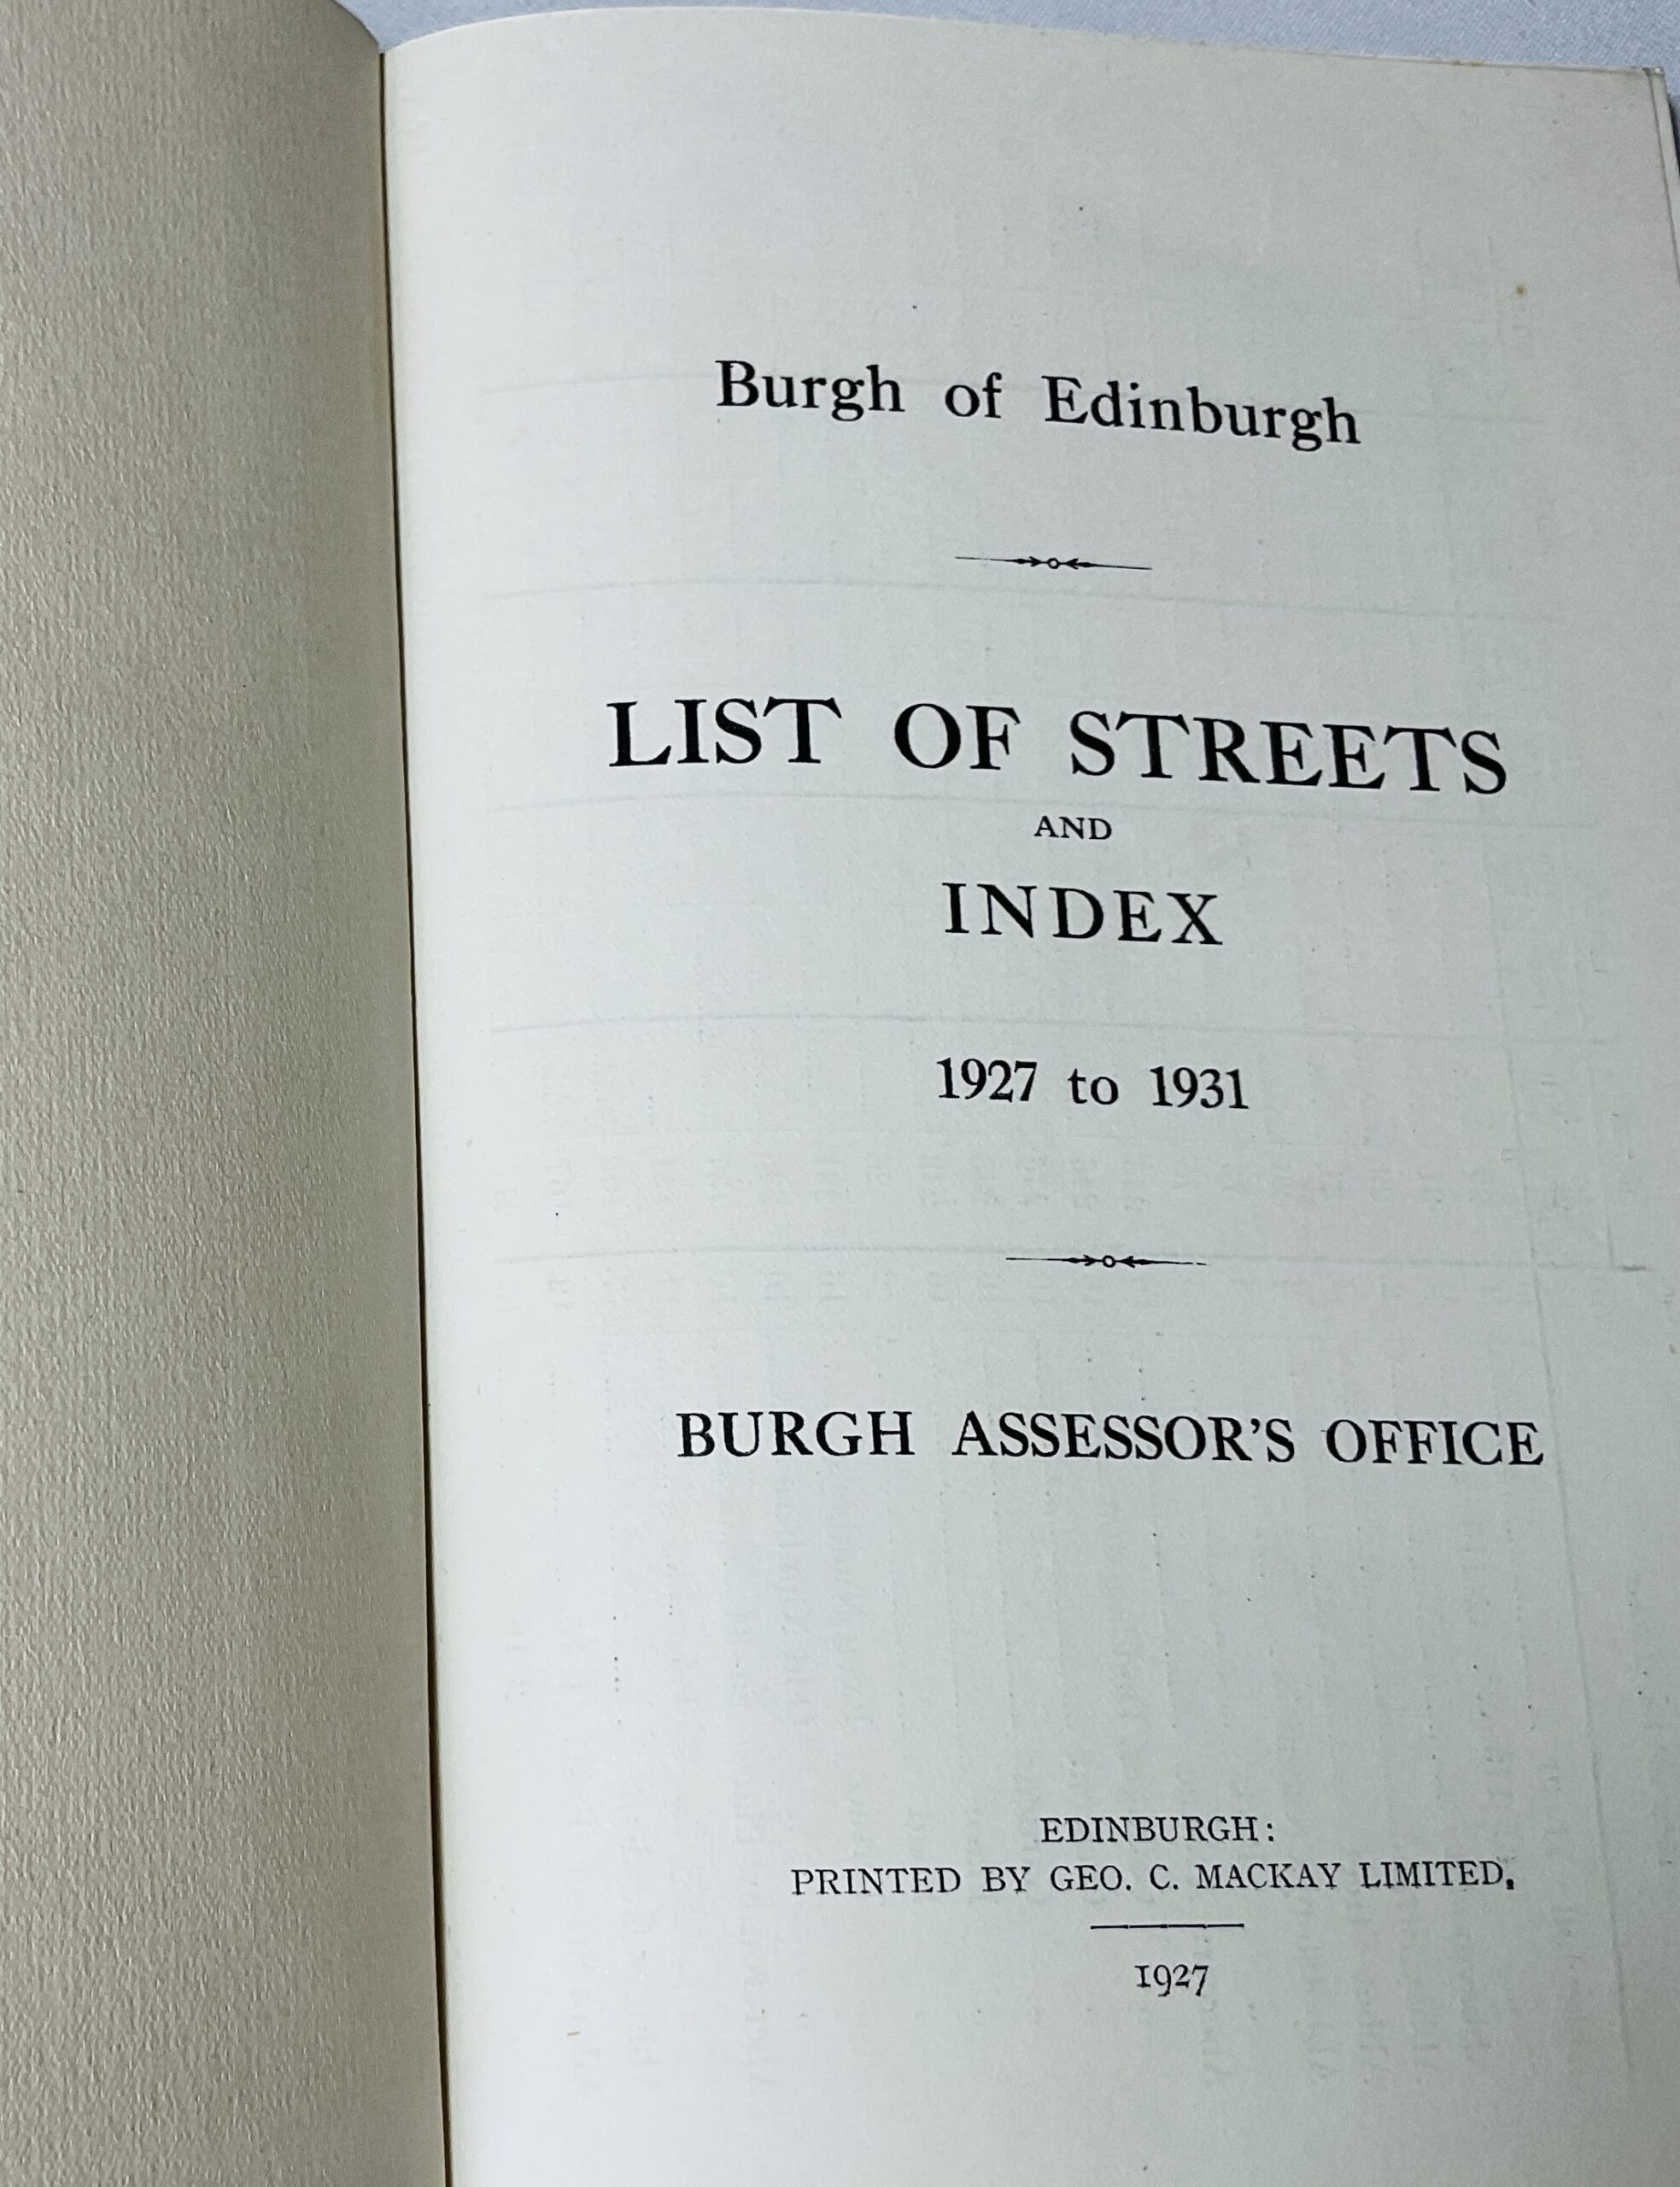 Burgh of Edinburgh
LIST OF STREETS
AND
INDEX
1927 to 1931
BURGH ASSESSOR'S OFFICE
EDINBURGH:
PRINTED BY GEO. C. MACKAY LIMITED.
1927